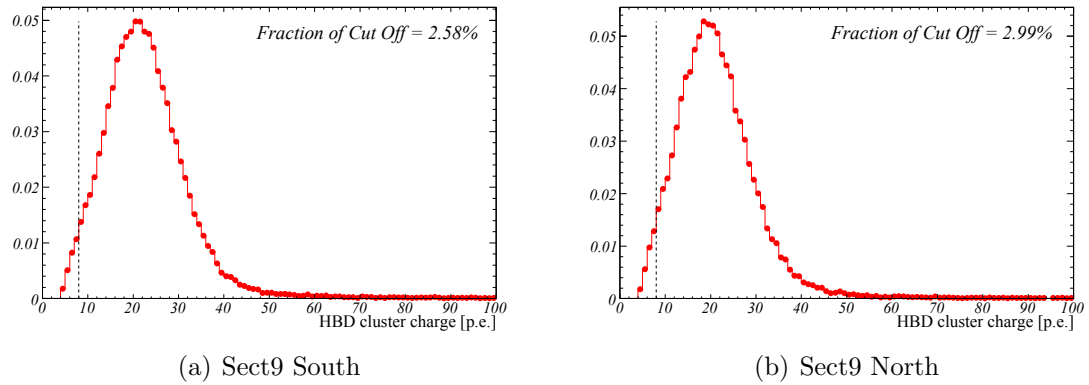 Fraction of Cut Off = 2.58%
0.05
0.04
0.03
0.02
0.01
0
0 10 20 30 40 50 60 70 80 90 100
HBD cluster charge [p.e.]
(a) Sect9 South
Fraction of Cut Off = 2.99%
0.05
0.04
0.03
0.02
0.01
0
0 10 20 30 40 50 60 70 80 90 100
HBD cluster charge [p.e.]
(b) Sect9 North